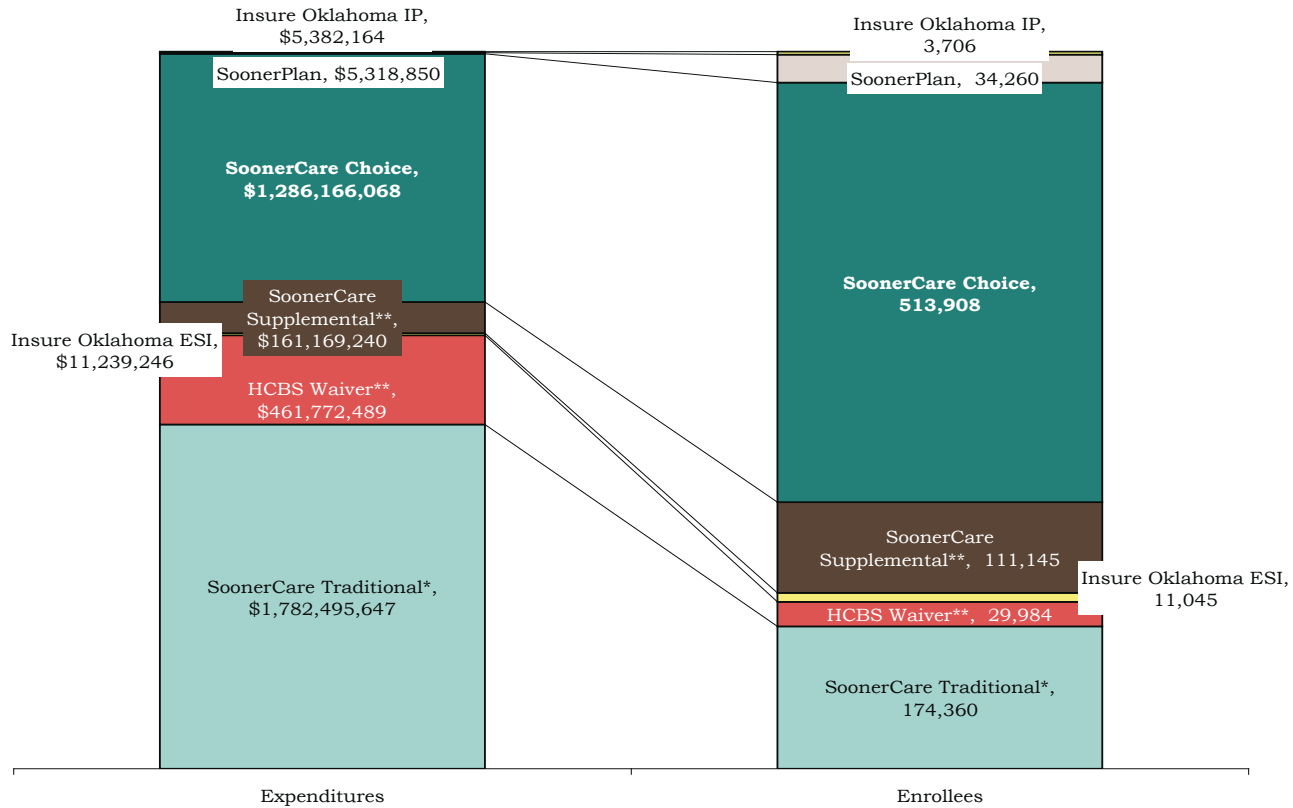 Insure Oklahoma IP,
$5,382,164
SoonerPlan, $5,318,850
SoonerCare Choice,
$1,286,166,068
SoonerCare
Supplemental**,
$161,169,240
Insure Oklahoma ESI,
$11,239,246
HCBS Waiver**,
$461,772,489
SoonerCare Traditional*,
$1,782,495,647
Expenditures
Insure Oklahoma IP,
3,706
SoonerPlan, 34,260
SoonerCare Choice,
513,908
SoonerCare
Supplemental**, 111,145
Insure Oklahoma ESI,
11,045
HCBS Waiver**, 29,984
SoonerCare Traditional*,
174,360
Enrollees